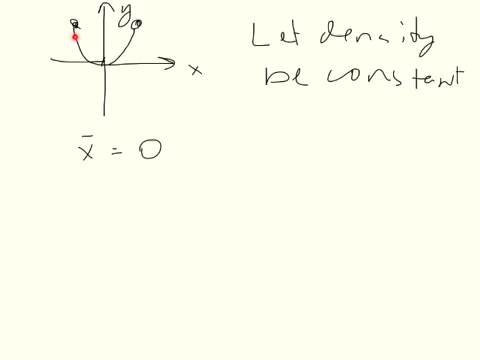 y
x
Let density
be constant
x̄ = 0